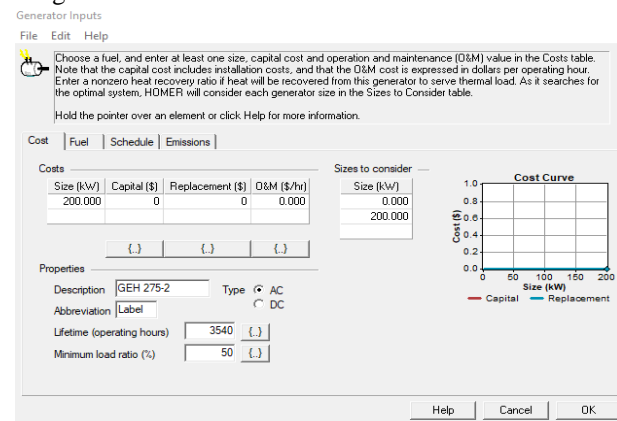 Generator Inputs
File Edit Help
Choose a fuel, and enter at least one size, capital cost and operation and maintenance (O&M) value in the Costs table.
Note that the capital cost includes installation costs, and that the O&M cost is expressed in dollars per operating hour.
Enter a nonzero heat recovery ratio if heat will be recovered from this generator to serve thermal load. As it searches for
the optimal system, HOMER will consider each generator size in the Sizes to Consider table.
Hold the pointer over an element or click Help for more information.
Cost Fuel Schedule Emissions
Costs
Size (kW) Capital ($) Replacement ($) O&M ($/hr)
200.000 0 0 0.000
{..} {..} {..}
Sizes to consider
Size (kW)
0.000
200.000
Cost Curve
Cost ($)
1.0
0.8
0.6
0.4
0.2
0.0
0 50 100 150 200
Size (kW)
Capital Replacement
Properties
Description GEH 275-2 Type AC
DC
Abbreviation Label
Lifetime (operating hours) 3540 {..}
Minimum load ratio (%) 50 {..}
Help Cancel OK